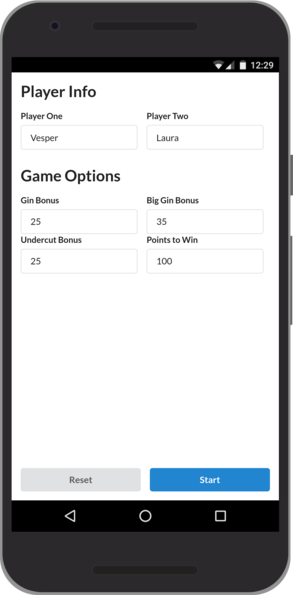 12:29
Player Info
Player One Player Two
Vesper Laura
Game Options
Gin Bonus Big Gin Bonus
25 35
Undercut Bonus Points to Win
25 100
Reset Start